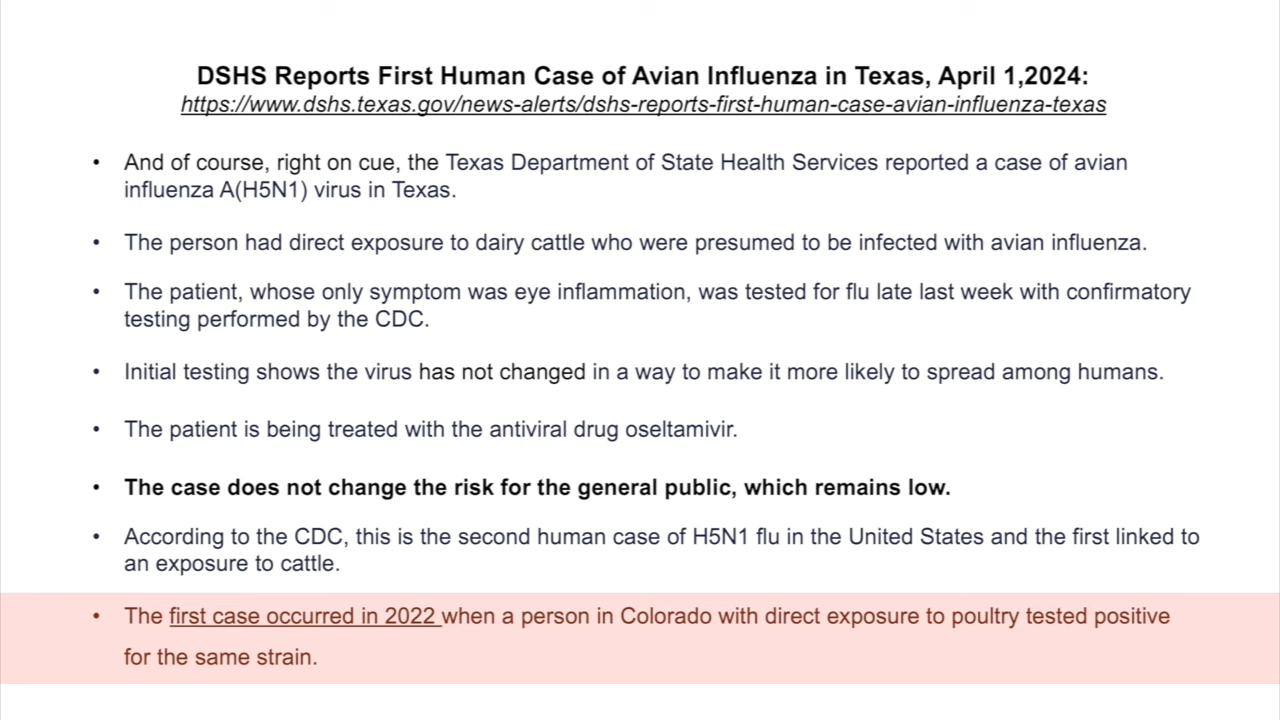 DSHS Reports First Human Case of Avian Influenza in Texas, April 1,2024:
https://www.dshs.texas.gov/news-alerts/dshs-reports-first-human-case-avian-influenza-texas
• And of course, right on cue, the Texas Department of State Health Services reported a case of avian
influenza A(H5N1) virus in Texas.
• The person had direct exposure to dairy cattle who were presumed to be infected with avian influenza.
• The patient, whose only symptom was eye inflammation, was tested for flu late last week with confirmatory
testing performed by the CDC.
• Initial testing shows the virus has not changed in a way to make it more likely to spread among humans.
• The patient is being treated with the antiviral drug oseltamivir.
• The case does not change the risk for the general public, which remains low.
• According to the CDC, this is the second human case of H5N1 flu in the United States and the first linked to
an exposure to cattle.
• The first case occurred in 2022 when a person in Colorado with direct exposure to poultry tested positive
for the same strain.